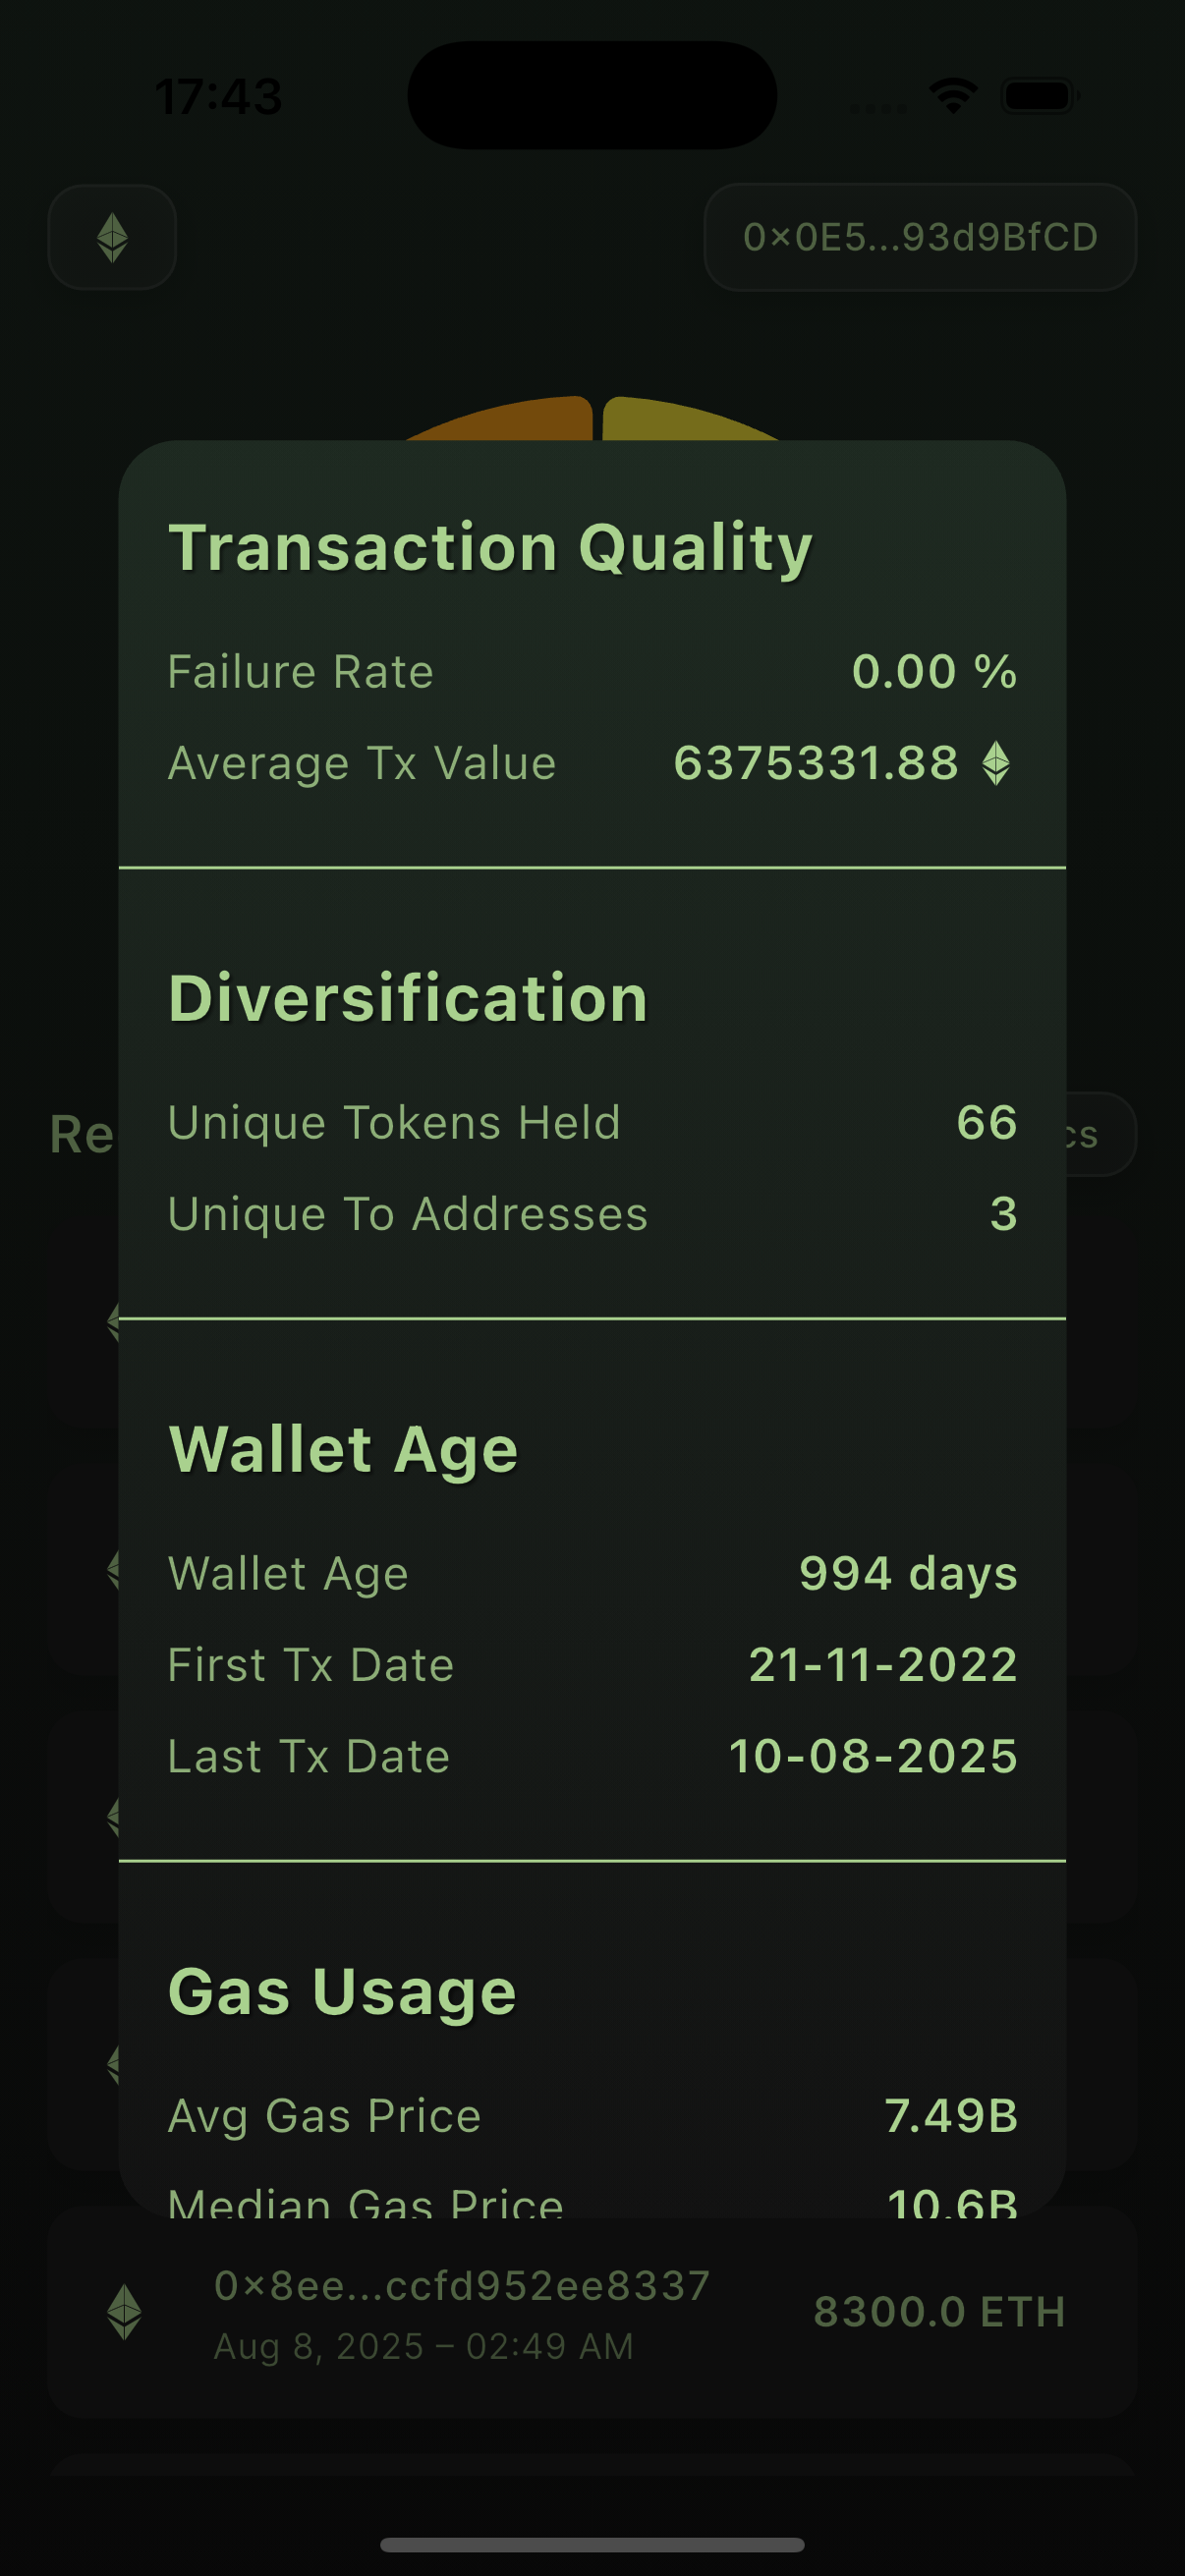 17:43
0×0E5...93d9BfCD
Transaction Quality
Failure Rate 0.00 %
Average Tx Value 6375331.88
Diversification
Unique Tokens Held 66
Unique To Addresses 3
Wallet Age
Wallet Age 994 days
First Tx Date 21-11-2022
Last Tx Date 10-08-2025
Gas Usage
Avg Gas Price 7.49B
Median Gas Price 10.6B
0×8ee...ccfd952ee8337
8300.0 ETH
Aug 8, 2025 – 02:49 AM